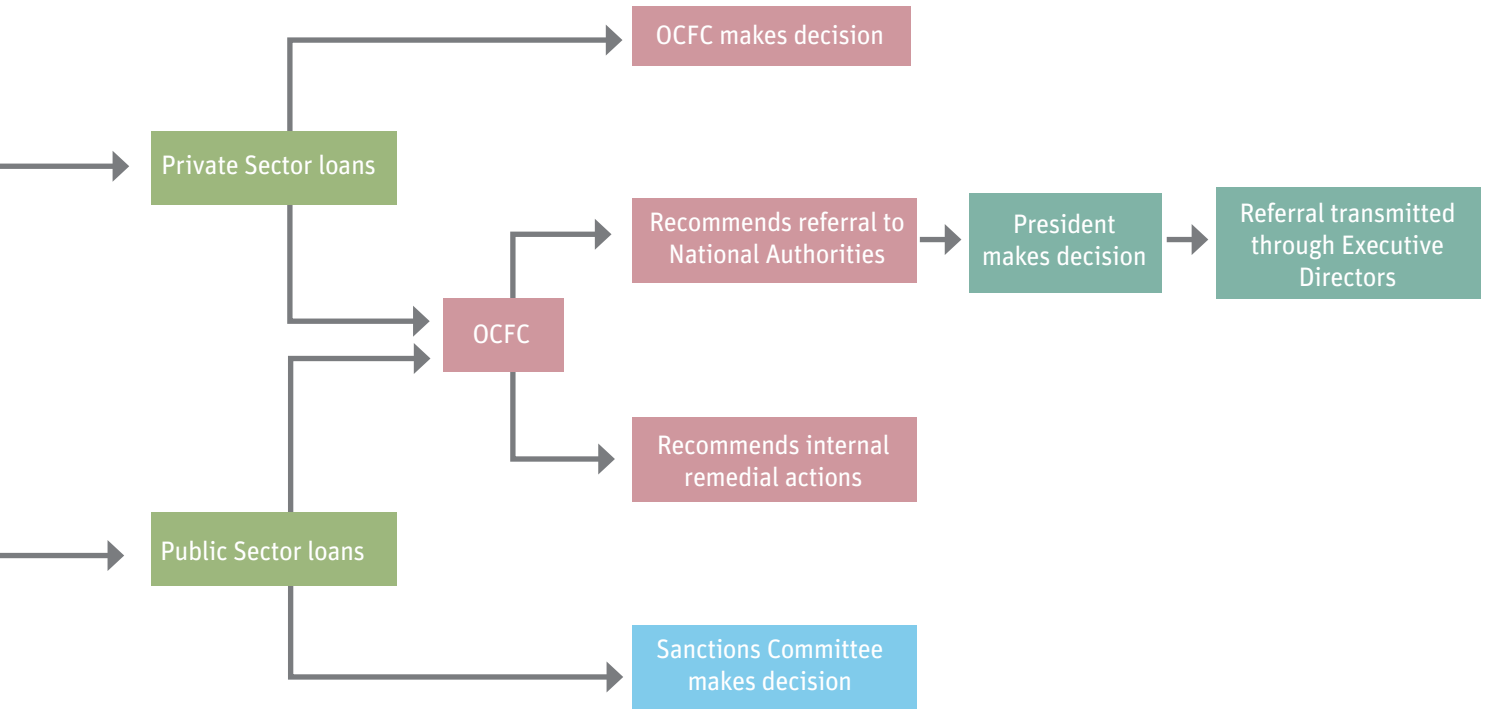 OCFC makes decision
Private Sector loans
Recommends referral to
National Authorities
President
makes decision
Referral transmitted
through Executive
Directors
OCFC
Recommends internal
remedial actions
Public Sector loans
Sanctions Committee
makes decision